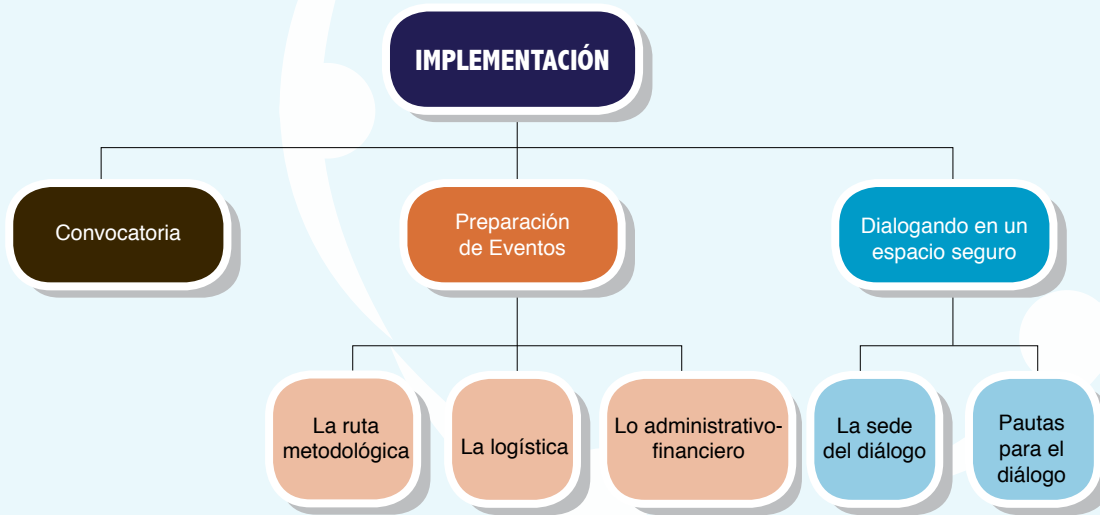 IMPLEMENTACIÓN
Convocatoria
Preparación
de Eventos
Dialogando en un
espacio seguro
La ruta
metodológica
La logística
Lo administrativo-
financiero
La sede
del diálogo
Pautas
para el
diálogo